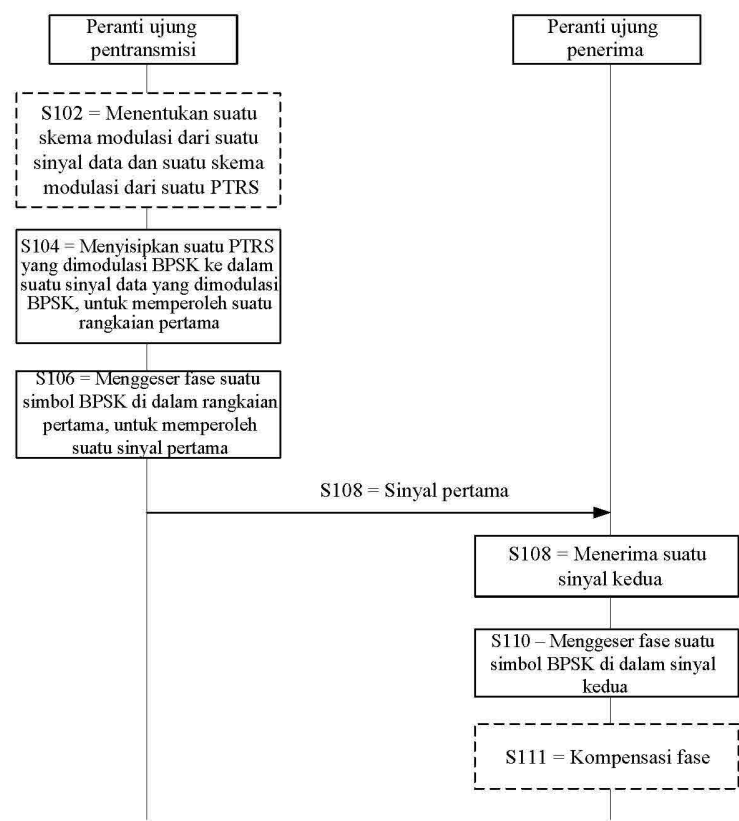 Peranti ujung
pentransmisi
Peranti ujung
penerima
S102 = Menentukan suatu
skema modulasi dari suatu
sinyal data dan suatu skema
modulasi dari suatu PTRS
S104 = Menyisipkan suatu PTRS
yang dimodulasi BPSK ke dalam
suatu sinyal data yang dimodulasi
BPSK, untuk memperoleh suatu
rangkaian pertama
S106 = Menggeser fase suatu
simbol BPSK di dalam rangkaian
pertama, untuk memperoleh
suatu sinyal pertama
S108 = Sinyal pertama
S108 = Menerima suatu
sinyal kedua
S110 – Menggeser fase suatu
simbol BPSK di dalam sinyal
kedua
S111 = Kompensasi fase